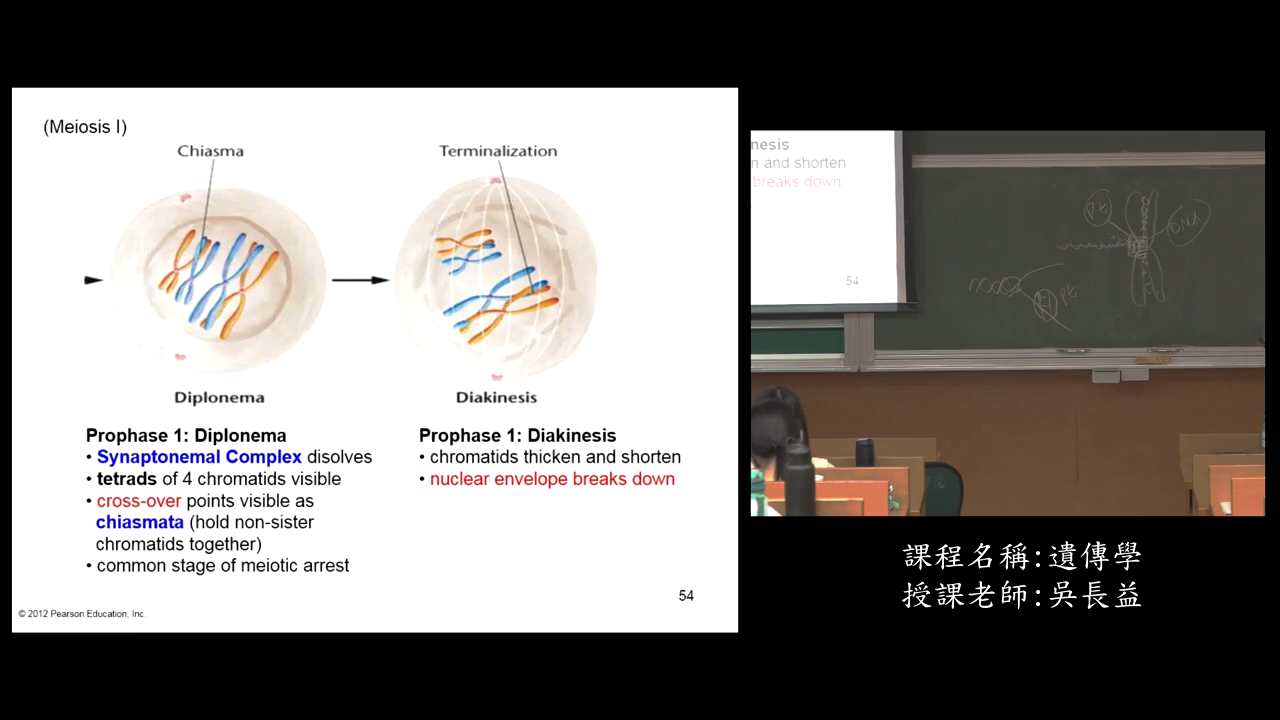 (Meiosis I)
Chiasma
Terminalization
Diplonema
Diakinesis
Prophase 1: Diplonema
• Synaptonemal Complex disolves
• tetrads of 4 chromatids visible
• cross-over points visible as
chiasmata (hold non-sister
chromatids together)
• common stage of meiotic arrest
Prophase 1: Diakinesis
• chromatids thicken and shorten
• nuclear envelope breaks down
54
© 2012 Pearson Education, Inc.
nesis
n and shorten
breaks down
54
pt
DNA
pt
課程名稱:遺傳學
授課老師:吳長益